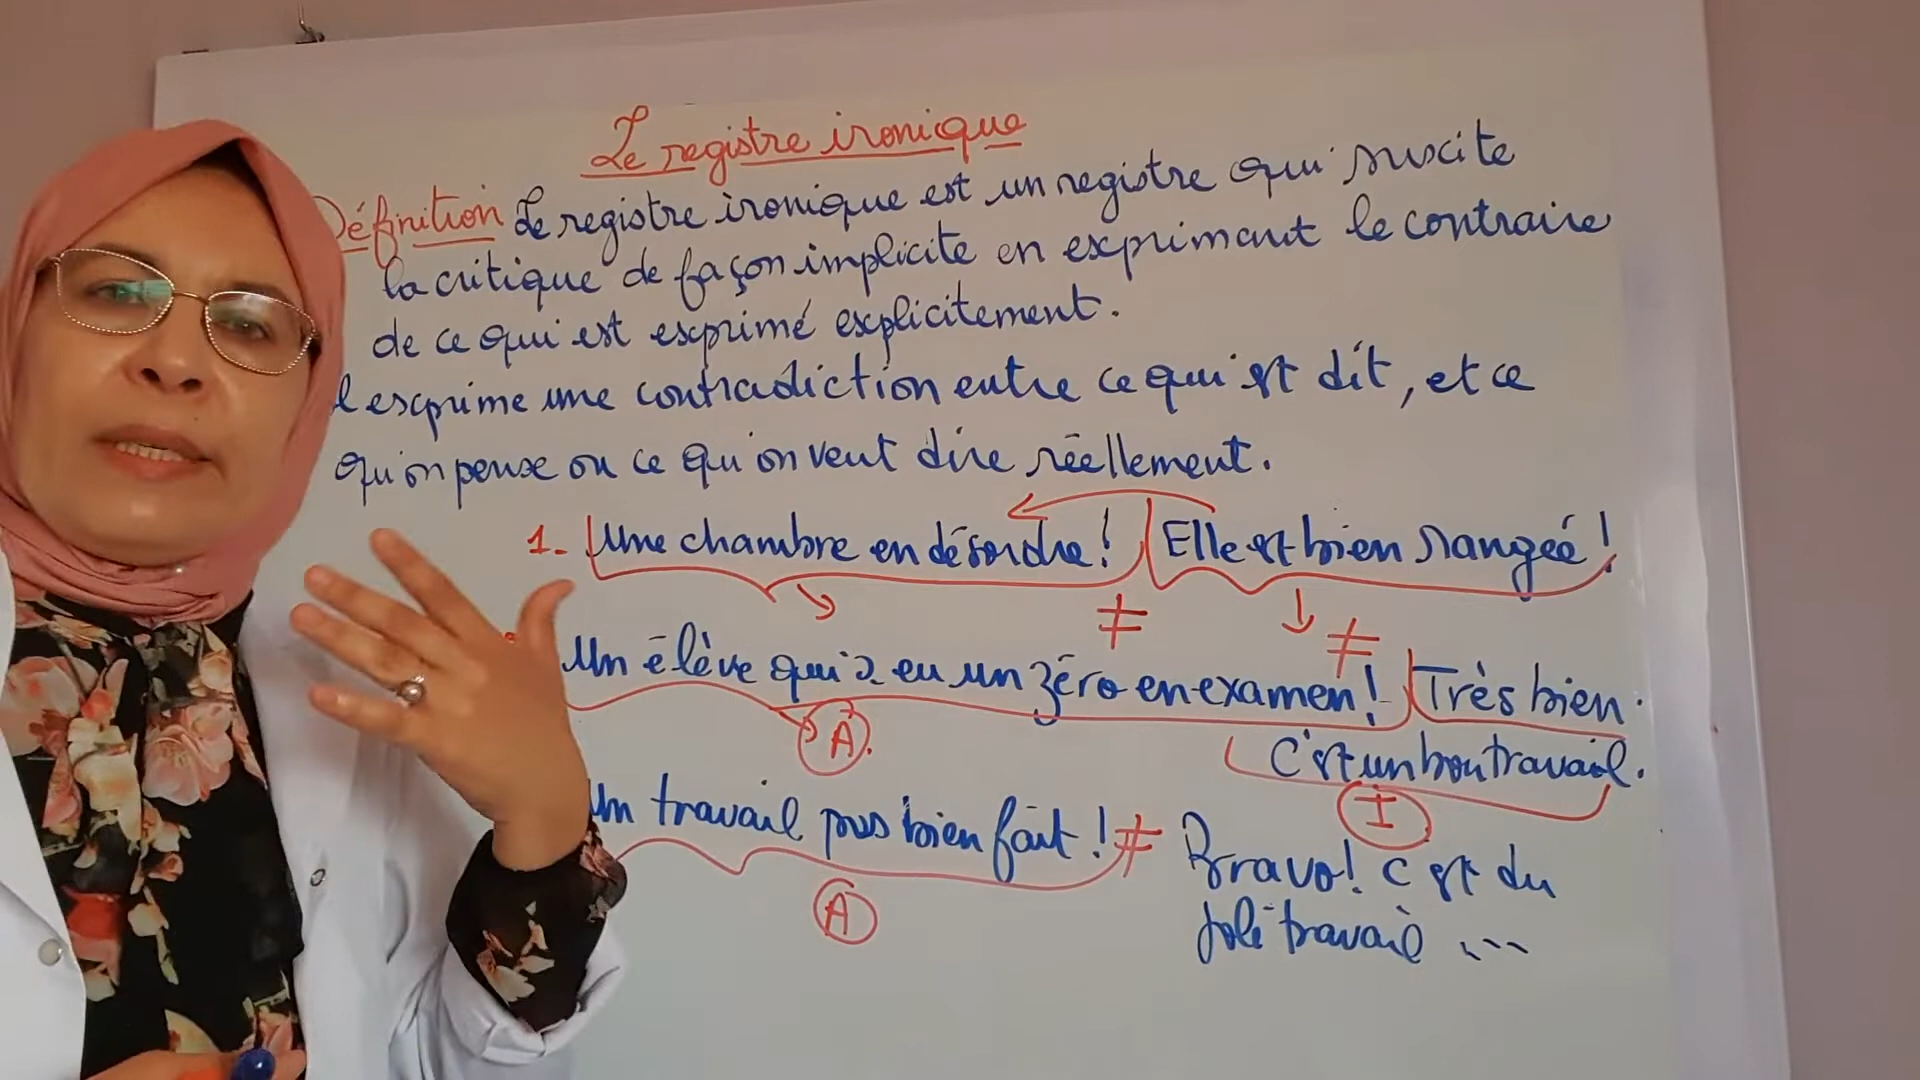 Le registre ironique
Définition Le registre ironique est un registre qui suscite
la critique de façon implicite en exprimant le contraire
de ce qui est exprimé explicitement.
l exprime une contradiction entre ce qui est dit, et ce
qu'on pense ou ce qu'on veut dire réellement.
1. Une chambre en désordre! Elle est bien rangée!
≠ ≠
Un élève qui a eu un zéro en examen! Très bien.
A. C'est un bon travail.
I
un travail pas bien fait! ≠ Bravo! C'est du
A joli travail ...